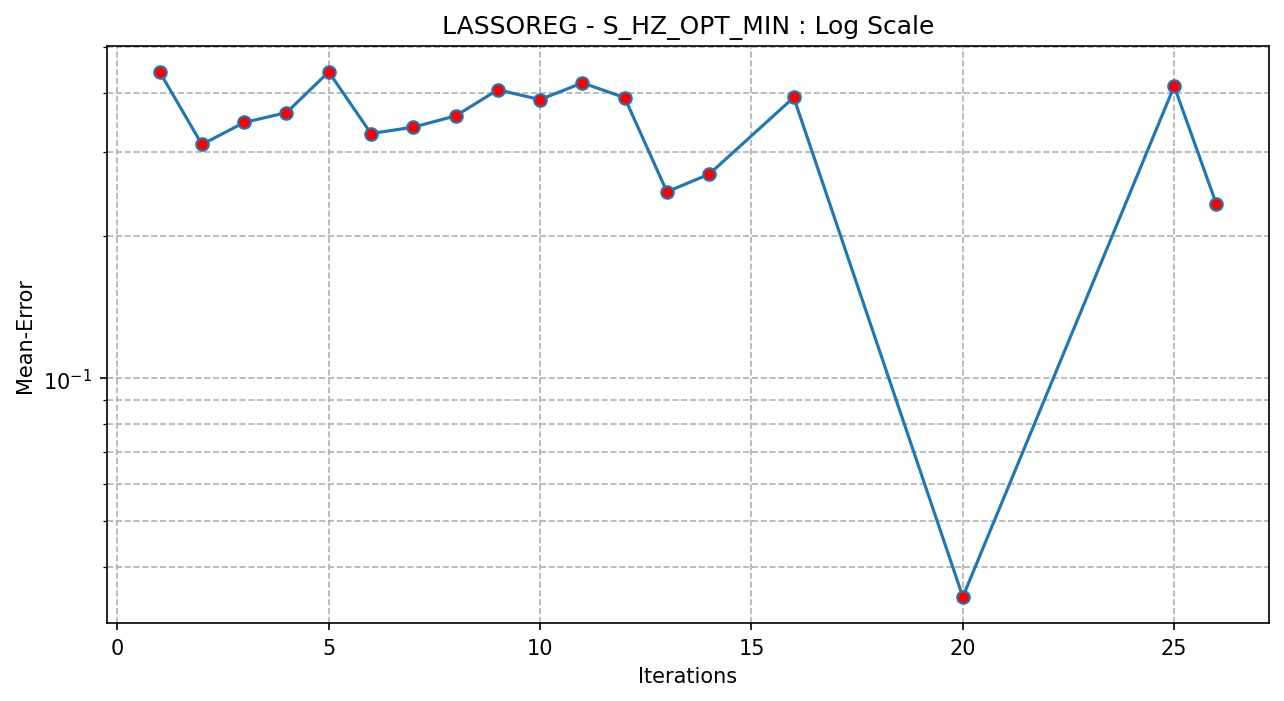 LASSOREG - S_HZ_OPT_MIN : Log Scale
Mean-Error
10⁻¹
0 5 10 15 20 25
Iterations